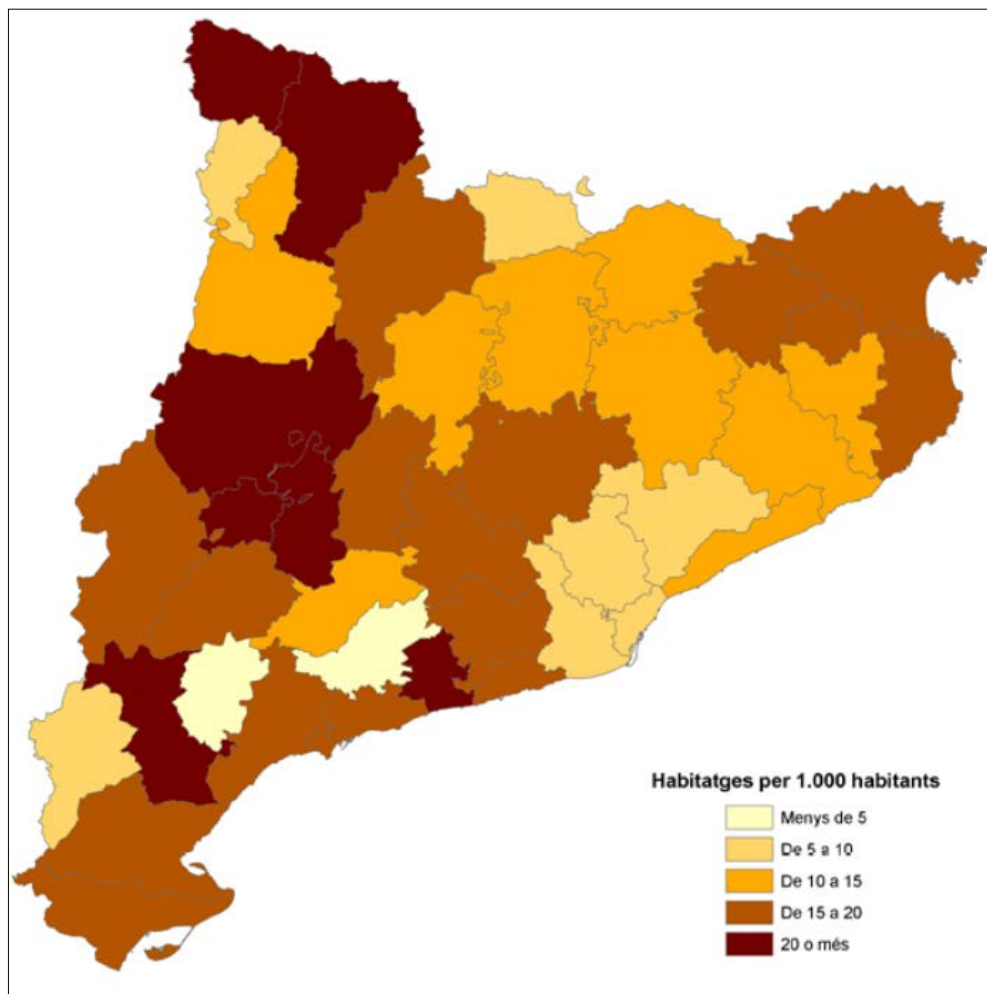 Habitatges per 1.000 habitants
Menys de 5
De 5 a 10
De 10 a 15
De 15 a 20
20 o més